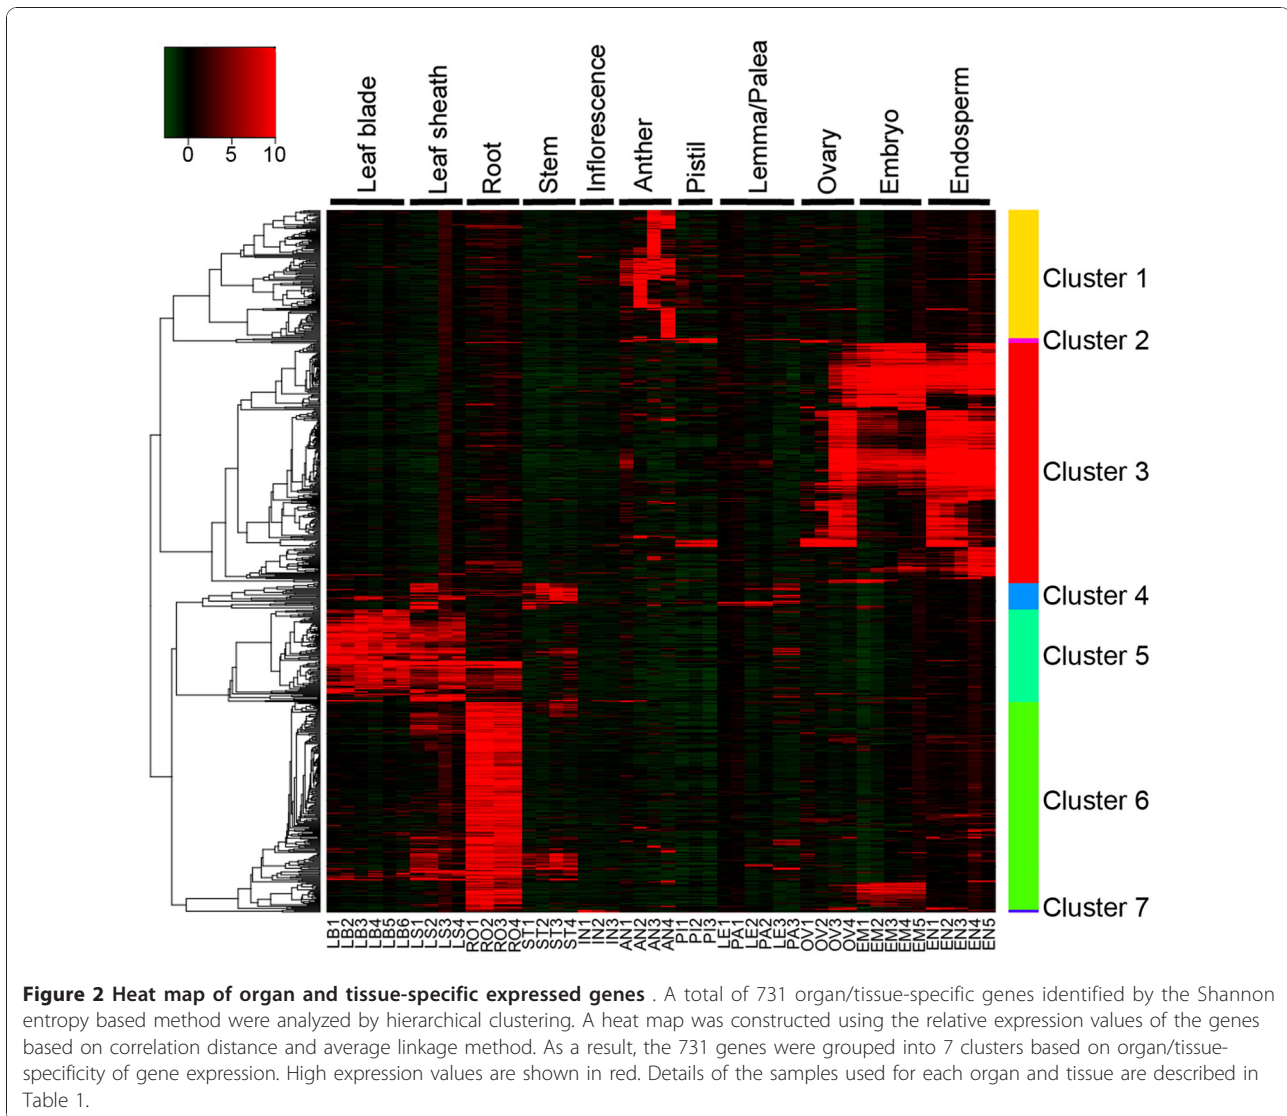 0 5 10
Leaf blade
Leaf sheath
Root
Stem
Inflorescence
Anther
Pistil
Lemma/Palea
Ovary
Embryo
Endosperm
Cluster 1
Cluster 2
Cluster 3
Cluster 4
Cluster 5
Cluster 6
Cluster 7
LB1
LB2
LB3
LB4
LB5
LB6
LS1
LS2
LS3
LS4
RO1
RO2
RO3
RO4
ST1
ST2
ST3
ST4
IN1
IN2
IN3
AN1
AN2
AN3
AN4
PI1
PI2
PI3
LE1
PA1
LE2
PA2
LE3
PA3
OV1
OV2
OV3
OV4
EM1
EM2
EM3
EM4
EM5
EN1
EN2
EN3
EN4
EN5
Figure 2 Heat map of organ and tissue-specific expressed genes . A total of 731 organ/tissue-specific genes identified by the Shannon
entropy based method were analyzed by hierarchical clustering. A heat map was constructed using the relative expression values of the genes
based on correlation distance and average linkage method. As a result, the 731 genes were grouped into 7 clusters based on organ/tissue-
specificity of gene expression. High expression values are shown in red. Details of the samples used for each organ and tissue are described in
Table 1.